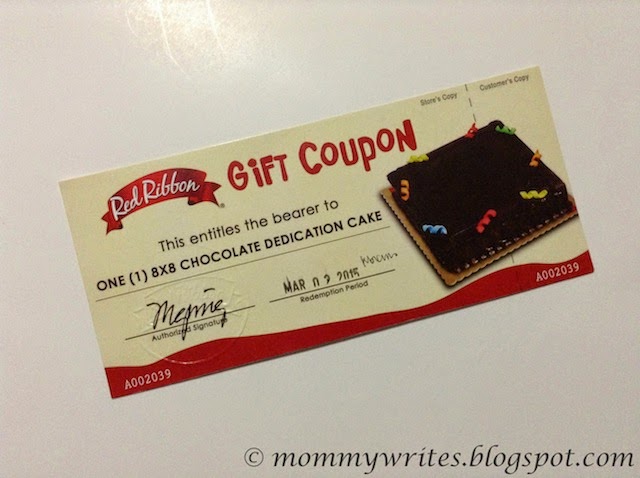 Store's Copy
Customer's Copy
Red Ribbon
GiFT COUPON
This entitles the bearer to
ONE (1) 8X8 CHOCOLATE DEDICATION CAKE
MAR 02 2015
Authorized Signature
Redemption Period
A002039
A002039
© mommywrites.blogspot.com